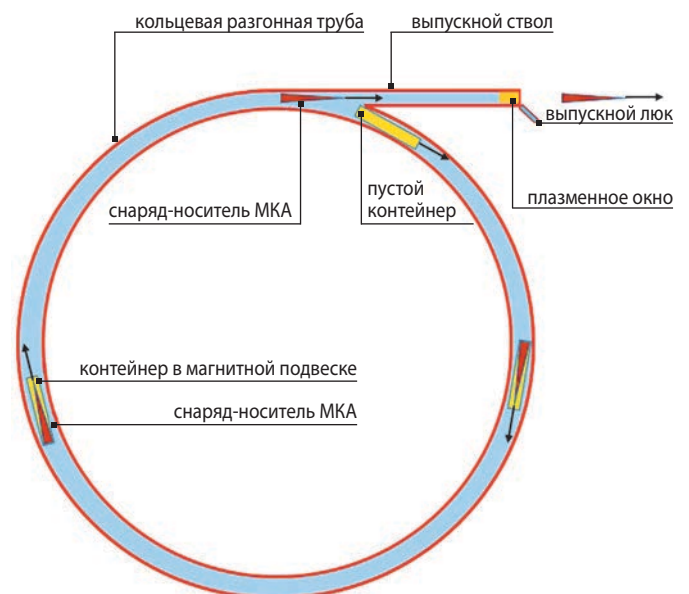 кольцевая разгонная труба
выпускной ствол
выпускной люк
снаряд-носитель МКА
пустой
контейнер
плазменное окно
контейнер в магнитной подвеске
снаряд-носитель МКА